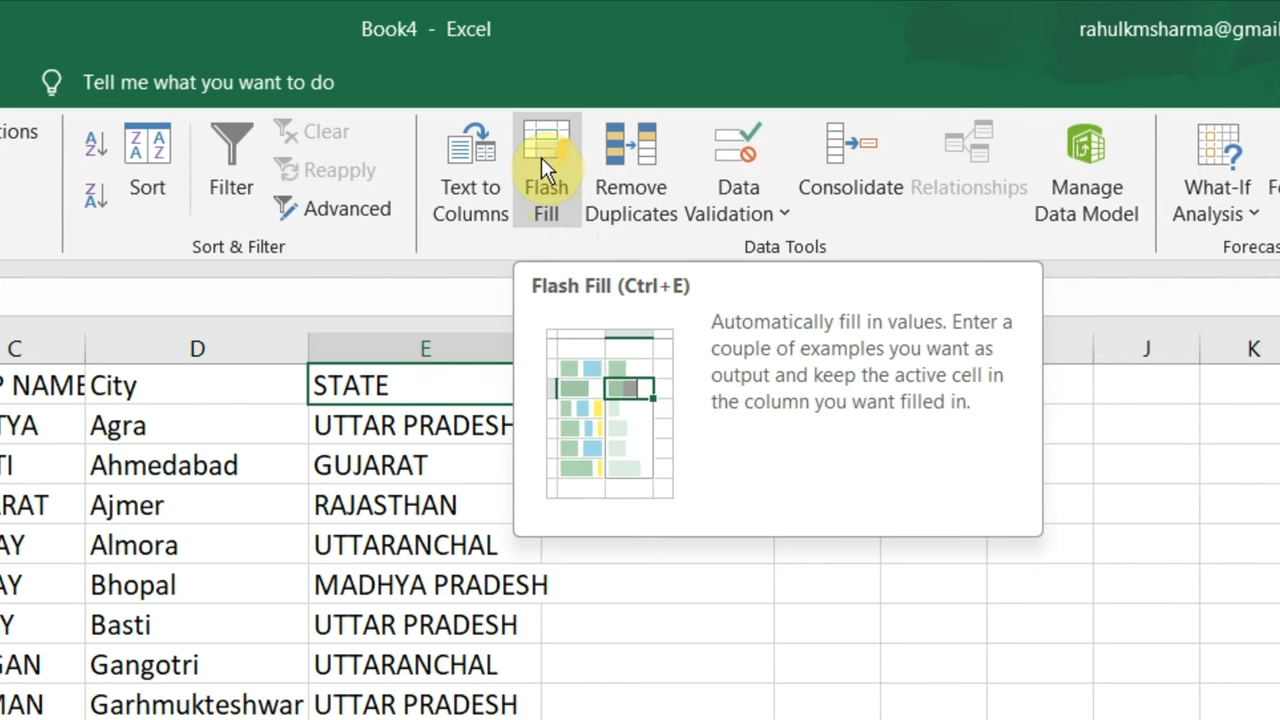 Book4 - Excel
rahulkmsharma@gmail
Tell me what you want to do
tions
Sort
Filter
Clear
Reapply
Advanced
Sort & Filter
Text to
Columns
Flash
Fill
Remove
Duplicates
Data
Validation
Consolidate
Relationships
Manage
Data Model
Data Tools
What-If
Analysis
Fo
Forecas
Flash Fill (Ctrl+E)
Automatically fill in values. Enter a
couple of examples you want as
output and keep the active cell in
the column you want filled in.
C D E J K
P NAME City STATE
TYA Agra UTTAR PRADESH
TI Ahmedabad GUJARAT
ARAT Ajmer RAJASTHAN
AY Almora UTTARANCHAL
AY Bhopal MADHYA PRADESH
Y Basti UTTAR PRADESH
GAN Gangotri UTTARANCHAL
MAN Garhmukteshwar UTTAR PRADESH